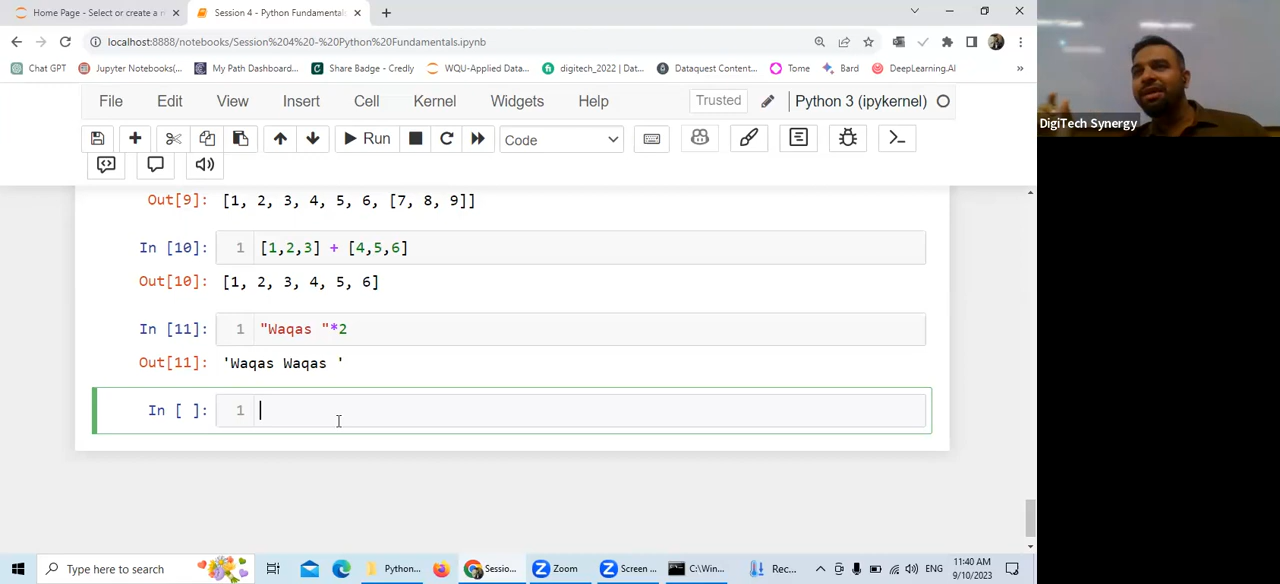 Home Page - Select or create a n
Session 4 - Python Fundamentals
localhost:8888/notebooks/Session%204%20-%20Python%20Fundamentals.ipynb
Chat GPT
Jupyter Notebooks(...
My Path Dashboard...
Share Badge - Credly
WQU-Applied Data...
digitech_2022 | Dat...
Dataquest Content...
Tome
Bard
DeepLearning.AI
»
File Edit View Insert Cell Kernel Widgets Help Trusted Python 3 (ipykernel)
Run Code
Out[9]: [1, 2, 3, 4, 5, 6, [7, 8, 9]]
In [10]: 1 [1,2,3] + [4,5,6]
Out[10]: [1, 2, 3, 4, 5, 6]
In [11]: 1 "Waqas "*2
Out[11]: 'Waqas Waqas '
In [ ]: 1
DigiTech Synergy
Type here to search
Python...
Sessio...
Zoom
Screen ...
C:\Win...
Rec...
ENG
11:40 AM
9/10/2023